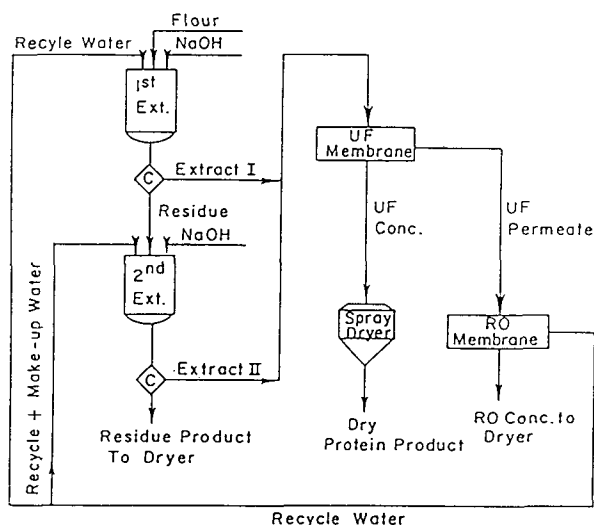 Flour
Recyle Water
NaOH
1st
Ext.
UF
Membrane
C
Extract I
Residue
NaOH
UF
Conc.
UF
Permeate
2nd
Ext.
Recycle + Make-up Water
Spray
Dryer
RO
Membrane
C
Extract II
Residue Product
To Dryer
Dry
Protein Product
RO Conc. to
Dryer
Recycle Water